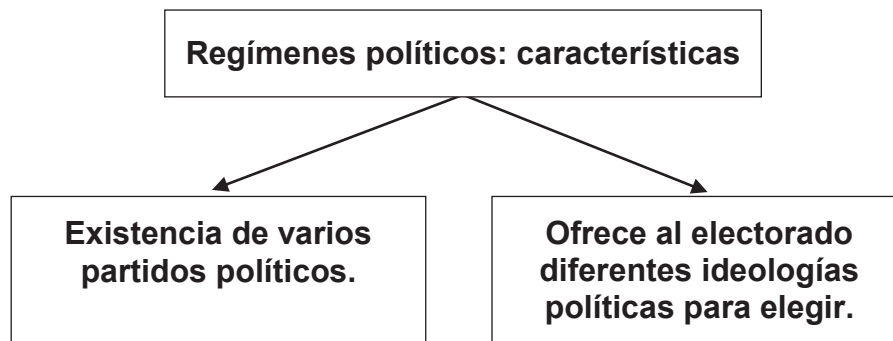 Regímenes políticos: características
Existencia de varios
partidos políticos.
Ofrece al electorado
diferentes ideologías
políticas para elegir.